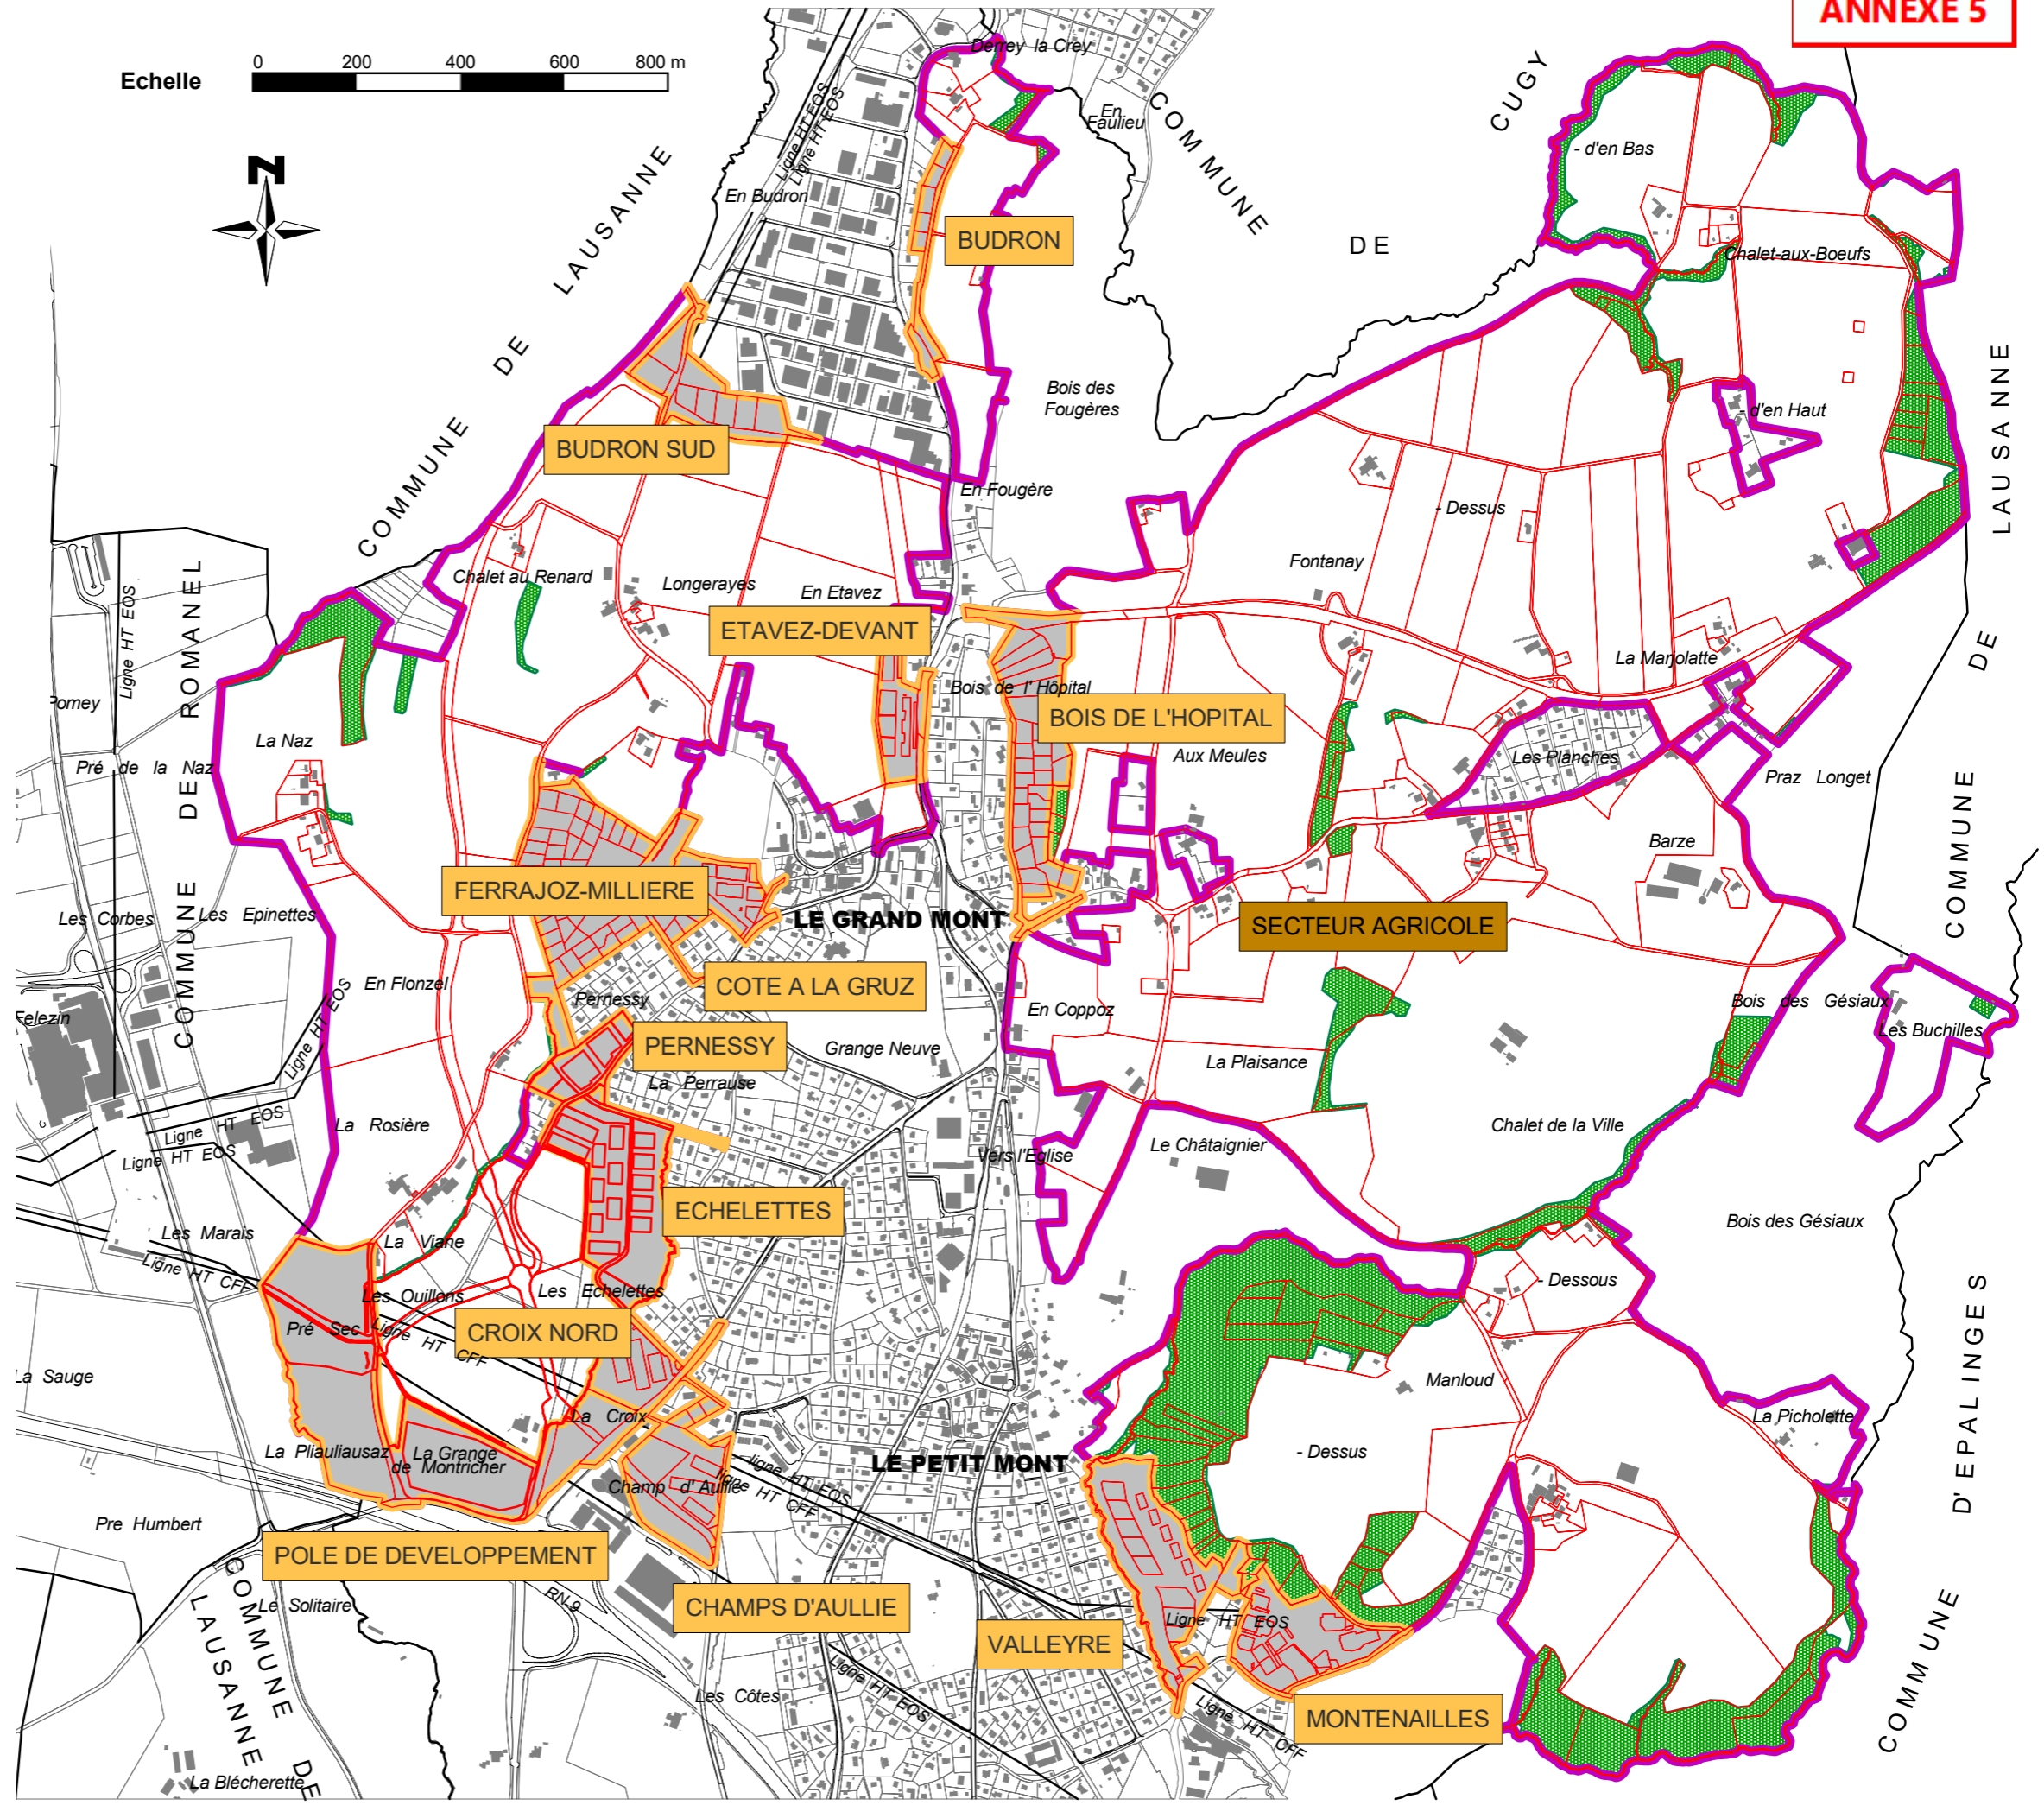 ANNEXE 5
Echelle
0 200 400 600 800 m
N
Derrey la Crey
En
Faulieu
COMMUNE
DE
CUGY
- d'en Bas
Ligne HT EOS
Ligne HT EOS
En Budron
BUDRON
Chalet-aux-Boeufs
COMMUNE
DE
LAUSANNE
Bois des
Fougères
- d'en Haut
BUDRON SUD
En Fougère
- Dessus
LAUSANNE
DE
COMMUNE
Fontanay
Chalet au Renard
Longerayes
En Etavez
ETAVEZ-DEVANT
Ligne HT EOS
COMMUNE
DE
ROMANEL
La Marjolatte
Bois de l' Hôpital
BOIS DE L'HOPITAL
Pomey
La Naz
Pré de la Naz
Aux Meules
Les Planches
Praz Longet
Barze
FERRAJOZ-MILLIERE
LE GRAND MONT
SECTEUR AGRICOLE
Les Corbes
Les Epinettes
COTE A LA GRUZ
En Flonzel
Pernessy
Ligne HT EOS
Felezin
En Coppoz
Bois des Gésiaux
Les Buchilles
PERNESSY
Grange Neuve
La Perrause
La Plaisance
La Rosière
Ligne HT EOS
Ligne HT EOS
Chalet de la Ville
Vers l'Eglise
Le Châtaignier
ECHELETTES
Bois des Gésiaux
Les Marais
La Viane
Ligne HT CFF
- Dessous
Les Ouillons
Les Echelettes
Pré Sec
Ligne HT CFF
CROIX NORD
La Sauge
Manloud
La Croix
La Picholette
La Pliauliausaz
La Grange
de Montricher
LE PETIT MONT
- Dessus
Champ d' Aullie
ligne HT EOS
ligne HT CFF
Pre Humbert
POLE DE DEVELOPPEMENT
COMMUNE
D' EPALINGES
RN 9
Le Solitaire
CHAMPS D'AULLIE
VALLEYRE
Ligne HT EOS
COMMUNE DE
LAUSANNE
Ligne HT EOS
Les Côtes
Ligne HT CFF
MONTENAILLES
La Blécherette